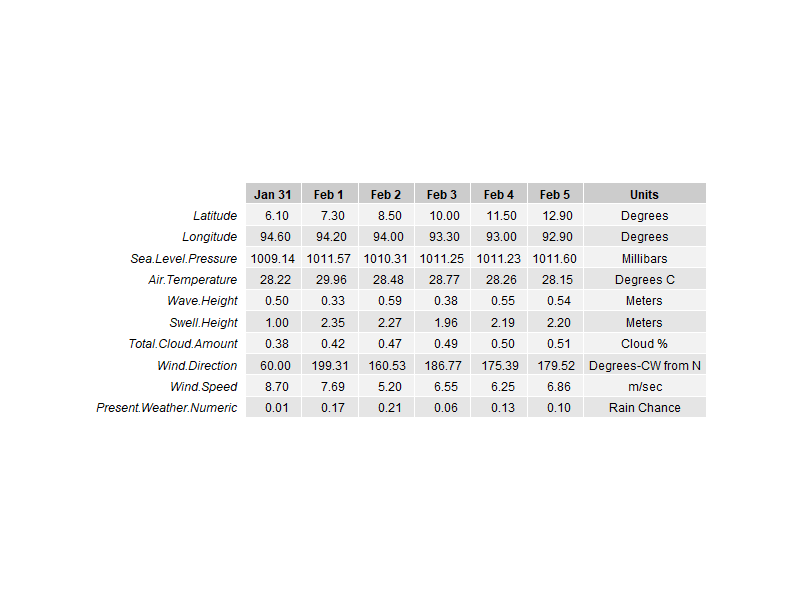 Jan 31 Feb 1 Feb 2 Feb 3 Feb 4 Feb 5 Units
Latitude 6.10 7.30 8.50 10.00 11.50 12.90 Degrees
Longitude 94.60 94.20 94.00 93.30 93.00 92.90 Degrees
Sea.Level.Pressure 1009.14 1011.57 1010.31 1011.25 1011.23 1011.60 Millibars
Air.Temperature 28.22 29.96 28.48 28.77 28.26 28.15 Degrees C
Wave.Height 0.50 0.33 0.59 0.38 0.55 0.54 Meters
Swell.Height 1.00 2.35 2.27 1.96 2.19 2.20 Meters
Total.Cloud.Amount 0.38 0.42 0.47 0.49 0.50 0.51 Cloud %
Wind.Direction 60.00 199.31 160.53 186.77 175.39 179.52 Degrees-CW from N
Wind.Speed 8.70 7.69 5.20 6.55 6.25 6.86 m/sec
Present.Weather.Numeric 0.01 0.17 0.21 0.06 0.13 0.10 Rain Chance